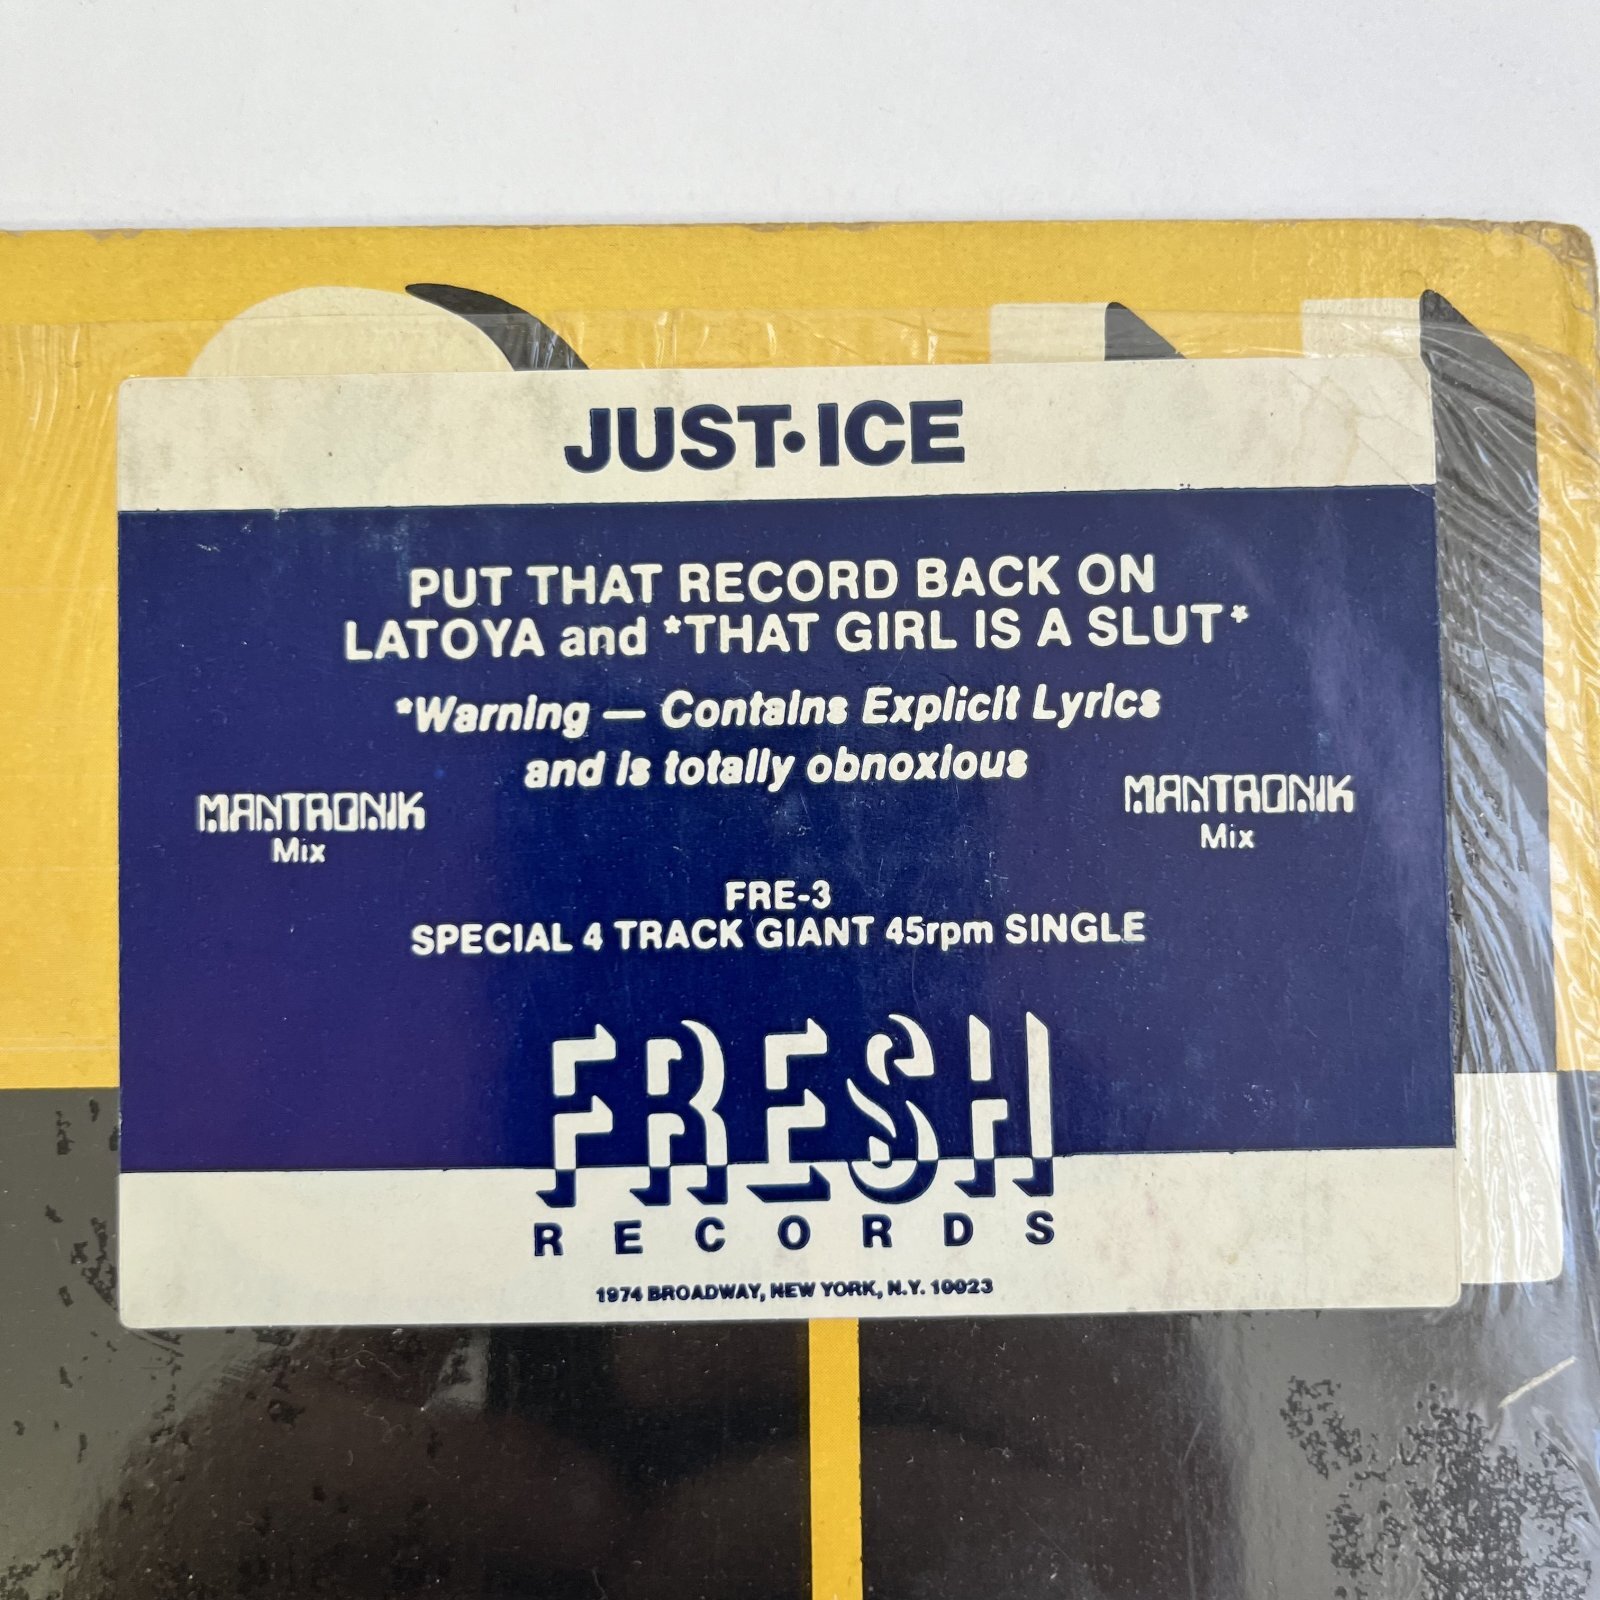 JUST•ICE
PUT THAT RECORD BACK ON
LATOYA and *THAT GIRL IS A SLUT*
*Warning — Contains Explicit Lyrics
and is totally obnoxious
MANTRONIK
Mix
MANTRONIK
Mix
FRE-3
SPECIAL 4 TRACK GIANT 45rpm SINGLE
FRESH
RECORDS
1974 BROADWAY, NEW YORK, N.Y. 10023